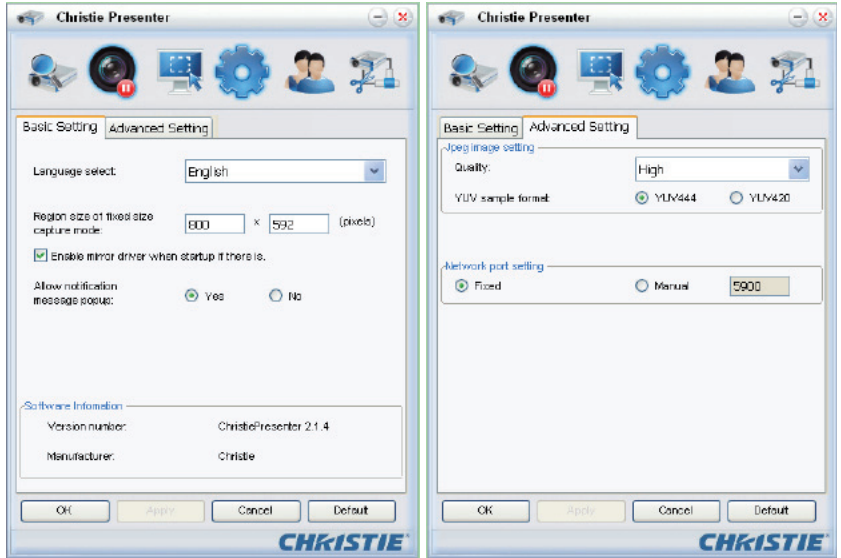 Christie Presenter
Basic Setting Advanced Setting
Language select: English
Region size of fixed size
capture mode: 800 x 592 (pixels)
Enable mirror driver when startup if there is.
Allow notification
message popup: Yes No
Software Infomation
Version number: ChristiePresenter 2.1.4
Manufacturer: Christie
OK Apply Cancel Default
CHRISTIE
Christie Presenter
Basic Setting Advanced Setting
Jpeg image setting
Quality: High
YUV sample format: YUV444 YUV420
Network port setting
Fixed Manual 5900
OK Apply Cancel Default
CHRISTIE